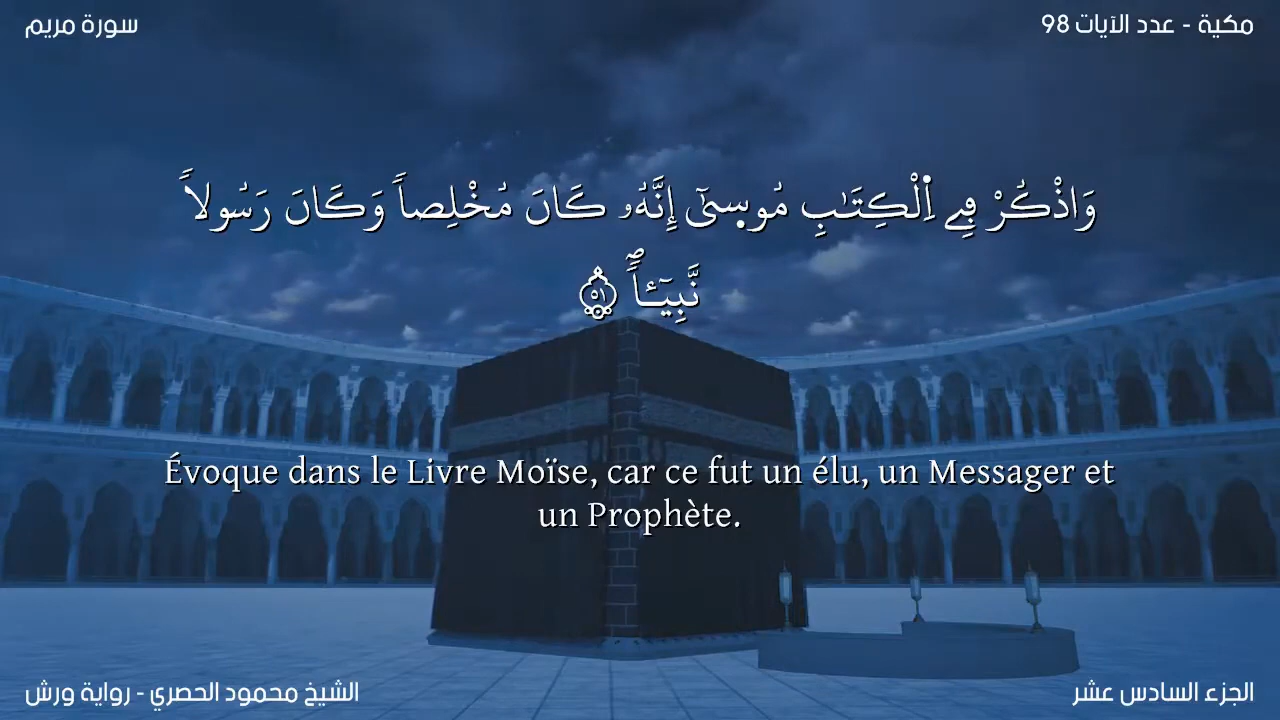 مكية - عدد الآيات 98
سورة مريم
وَاذْكُرْ فِے اِ۬لْكِتَٰبِ مُوس۪يٰٓ إِنَّهُۥ كَانَ مُخْلِصاٗ وَكَانَ رَسُولاٗ
نَّبِيٓـٔاٗۖ ٥١
Évoque dans le Livre Moïse, car ce fut un élu, un Messager et
un Prophète.
الجزء السادس عشر
الشيخ محمود الحصري - رواية ورش